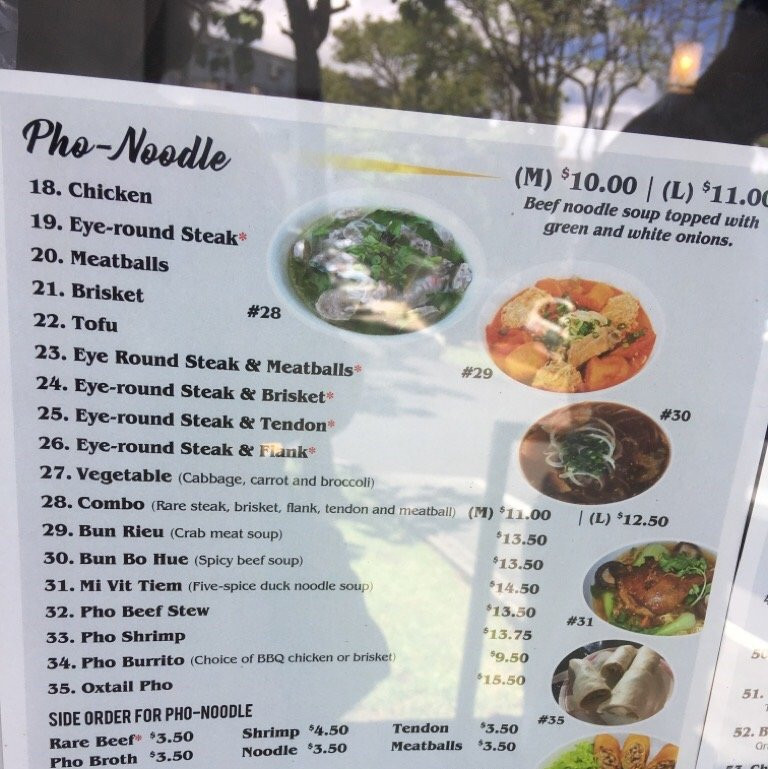 Pho-Noodle
(M) $10.00 | (L) $11.00
Beef noodle soup topped with
green and white onions.
18. Chicken
19. Eye-round Steak*
20. Meatballs
21. Brisket
#28
22. Tofu
23. Eye Round Steak & Meatballs*
#29
24. Eye-round Steak & Brisket*
25. Eye-round Steak & Tendon*
#30
26. Eye-round Steak & Flank*
27. Vegetable (Cabbage, carrot and broccoli)
28. Combo (Rare steak, brisket, flank, tendon and meatball) (M) $11.00 | (L) $12.50
29. Bun Rieu (Crab meat soup) $13.50
30. Bun Bo Hue (Spicy beef soup) $13.50
31. Mi Vit Tiem (Five-spice duck noodle soup) $14.50
32. Pho Beef Stew $13.50
#31
33. Pho Shrimp $13.75
34. Pho Burrito (Choice of BBQ chicken or brisket) $9.50
35. Oxtail Pho $15.50
#35
SIDE ORDER FOR PHO-NOODLE
Rare Beef* $3.50 Shrimp $4.50 Tendon $3.50
Pho Broth $3.50 Noodle $3.50 Meatballs $3.50
51.
52. B